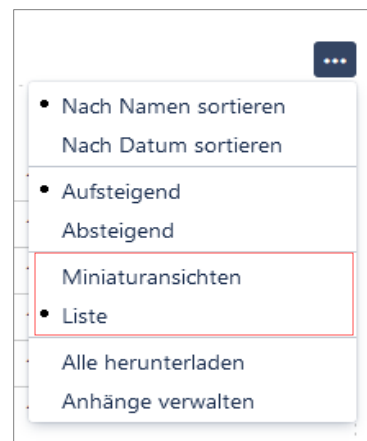 Nach Namen sortieren
Nach Datum sortieren
Aufsteigend
Absteigend
Miniaturansichten
Liste
Alle herunterladen
Anhänge verwalten